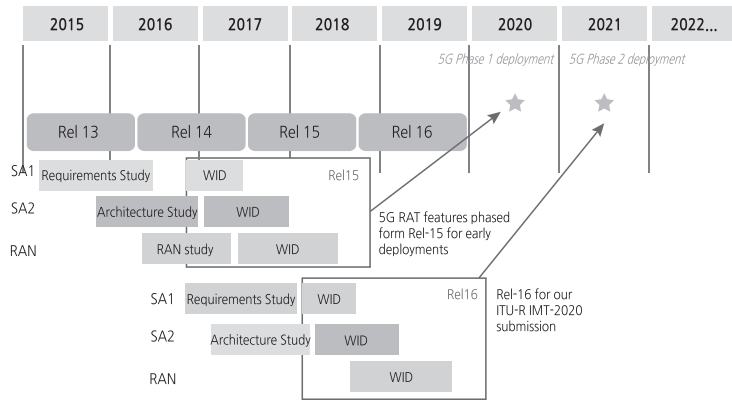 2015 2016 2017 2018 2019 2020 2021 2022...
5G Phase 1 deployment 5G Phase 2 deployment
Rel 13 Rel 14 Rel 15 Rel 16
SA1 Requirements Study WID Rel15
SA2 Architecture Study WID
RAN RAN study WID
5G RAT features phased
form Rel-15 for early
deployments
SA1 Requirements Study WID Rel16
SA2 Architecture Study WID
RAN WID
Rel-16 for our
ITU-R IMT-2020
submission